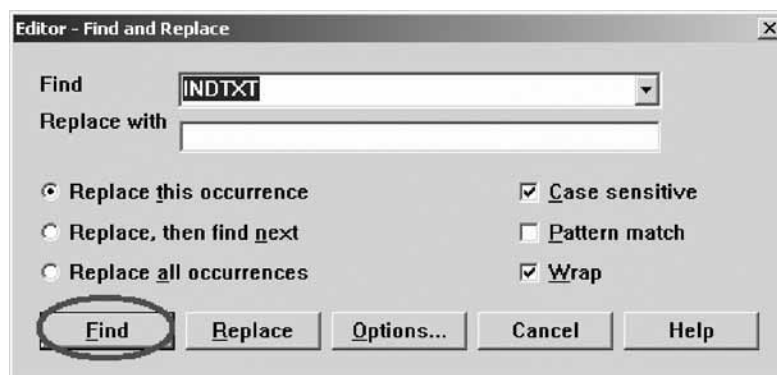 Editor - Find and Replace
Find INDTXT
Replace with
Replace this occurrence Case sensitive
Replace, then find next Pattern match
Replace all occurrences Wrap
Find Replace Options... Cancel Help